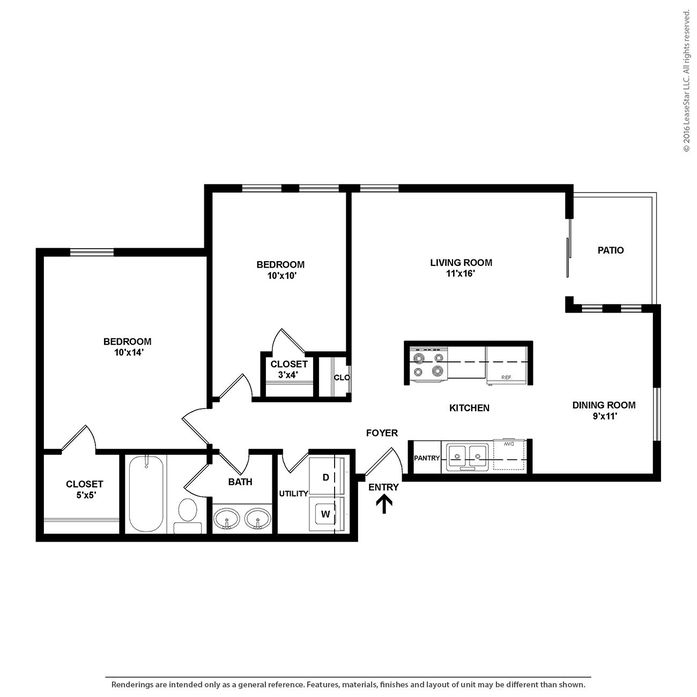 © 2016 LeaseStar LLC. All rights reserved.
BEDROOM
10'x10'
LIVING ROOM
11'x16'
PATIO
BEDROOM
10'x14'
CLOSET
3'x4'
CLO
REF.
KITCHEN
DINING ROOM
9'x11'
FOYER
PANTRY
DW
CLOSET
5'x5'
BATH
UTILITY
D
W
ENTRY
Renderings are intended only as a general reference. Features, materials, finishes and layout of unit may be different than shown.